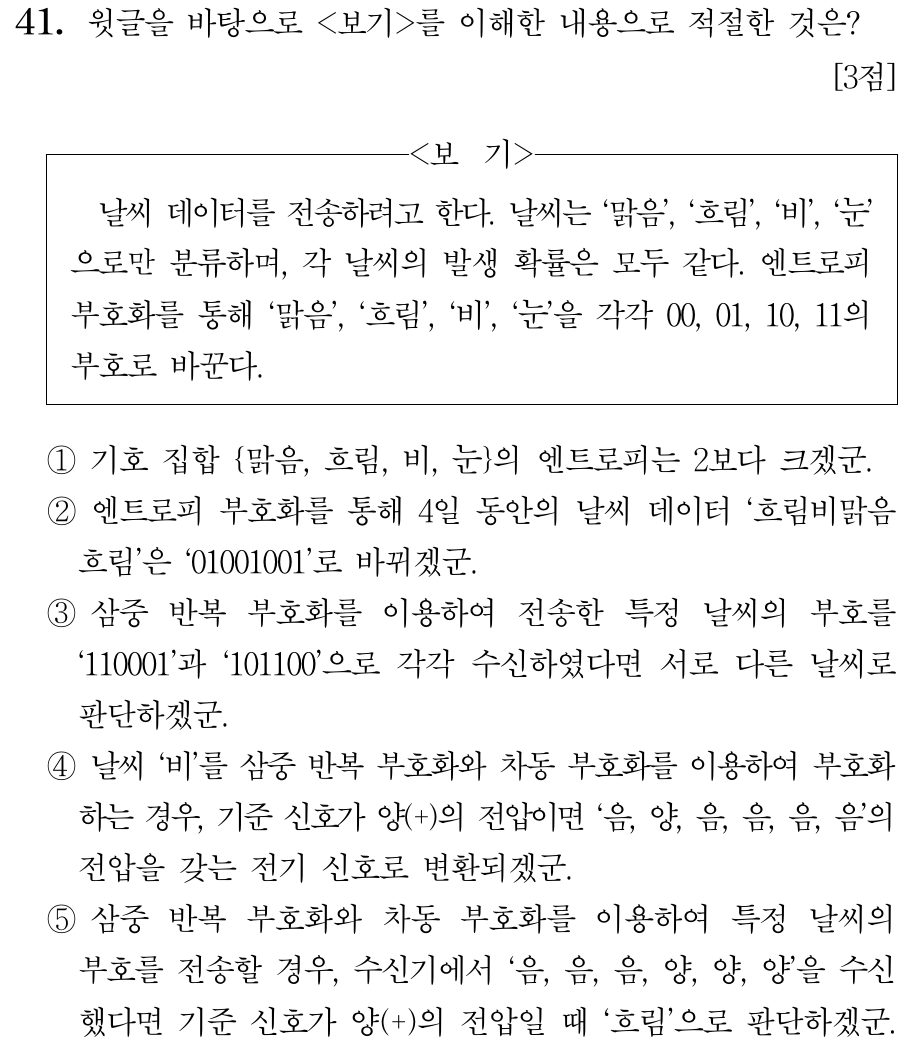 41. 윗글을 바탕으로 <보기>를 이해한 내용으로 적절한 것은?
[3점]
<보 기>
날씨 데이터를 전송하려고 한다. 날씨는 ‘맑음’, ‘흐림’, ‘비’, ‘눈’
으로만 분류하며, 각 날씨의 발생 확률은 모두 같다. 엔트로피
부호화를 통해 ‘맑음’, ‘흐림’, ‘비’, ‘눈’을 각각 00, 01, 10, 11의
부호로 바꾼다.
① 기호 집합 {맑음, 흐림, 비, 눈}의 엔트로피는 2보다 크겠군.
② 엔트로피 부호화를 통해 4일 동안의 날씨 데이터 ‘흐림비맑음
흐림’은 ‘01001001’로 바뀌겠군.
③ 삼중 반복 부호화를 이용하여 전송한 특정 날씨의 부호를
‘110001’과 ‘101100’으로 각각 수신하였다면 서로 다른 날씨로
판단하겠군.
④ 날씨 ‘비’를 삼중 반복 부호화와 차동 부호화를 이용하여 부호화
하는 경우, 기준 신호가 양(+)의 전압이면 ‘음, 양, 음, 음, 음, 음’의
전압을 갖는 전기 신호로 변환되겠군.
⑤ 삼중 반복 부호화와 차동 부호화를 이용하여 특정 날씨의
부호를 전송할 경우, 수신기에서 ‘음, 음, 음, 양, 양, 양’을 수신
했다면 기준 신호가 양(+)의 전압일 때 ‘흐림’으로 판단하겠군.